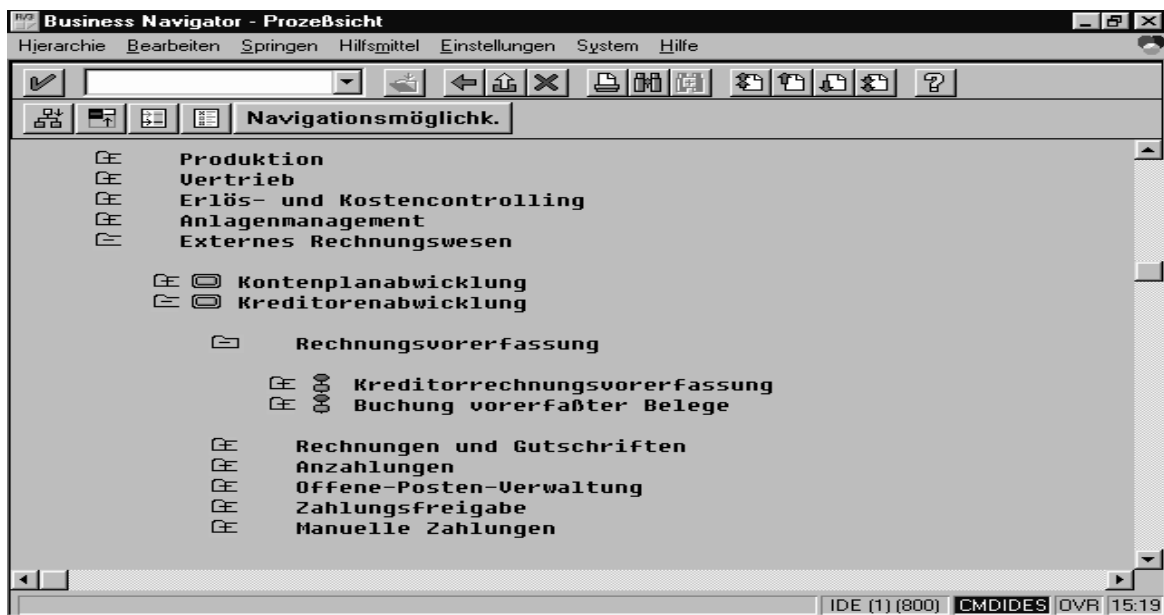 Business Navigator - Prozeßsicht
Hierarchie Bearbeiten Springen Hilfsmittel Einstellungen System Hilfe
Navigationsmöglichk.
Produktion
Vertrieb
Erlös- und Kostencontrolling
Anlagenmanagement
Externes Rechnungswesen
Kontenplanabwicklung
Kreditorenabwicklung
Rechnungsvorerfassung
Kreditorrechnungsvorerfassung
Buchung vorerfaßter Belege
Rechnungen und Gutschriften
Anzahlungen
Offene-Posten-Verwaltung
Zahlungsfreigabe
Manuelle Zahlungen
IDE (1) (800) CMDIDES OVR 15:19